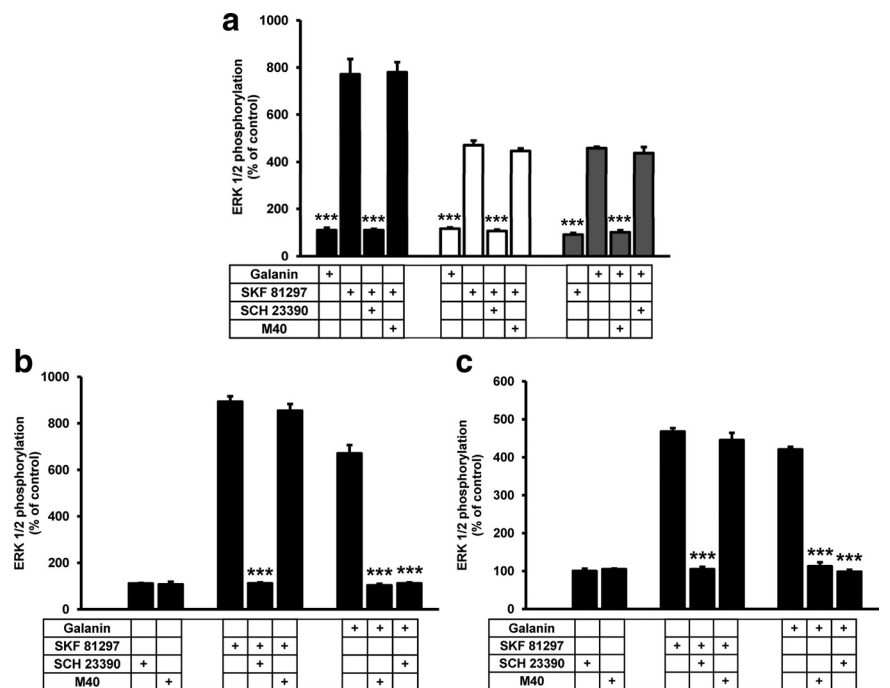 a
ERK 1/2 phosphorylation
(% of control)
1000
800
600
400
200
0
*** *** *** *** *** ***
Galanin + + + + +
SKF 81297 + + + + + + +
SCH 23390 + + +
M40 + + +
b
ERK 1/2 phosphorylation
(% of control)
1000
800
600
400
200
0
*** *** ***
Galanin + + +
SKF 81297 + + +
SCH 23390 + + +
M40 + + +
c
ERK 1/2 phosphorylation
(% of control)
600
500
400
300
200
100
0
*** *** ***
Galanin + + +
SKF 81297 + + +
SCH 23390 + + +
M40 + + +